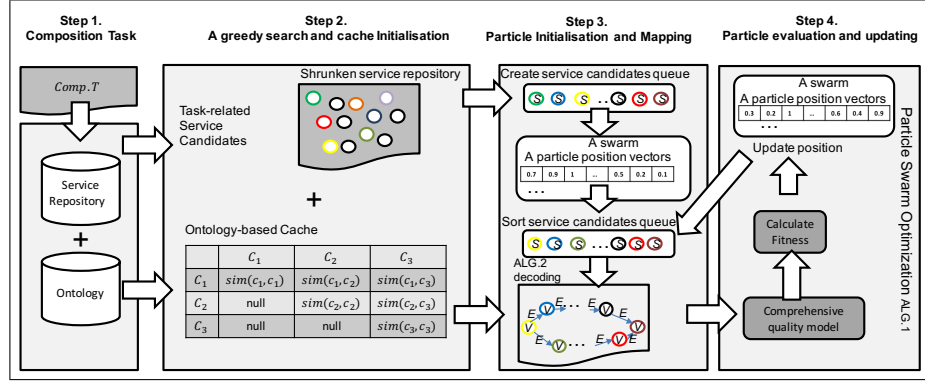 Step 1.
Composition Task
Step 2.
A greedy search and cache Initialisation
Step 3.
Particle Initialisation and Mapping
Step 4.
Particle evaluation and updating
Comp.T
Service
Repository
+
Ontology
Shrunken service repository
Task-related
Service
Candidates
+
Ontology-based Cache
C1 C2 C3
C1 sim(c1,c1) sim(c1,c2) sim(c1,c3)
C2 null sim(c2,c2) sim(c2,c3)
C3 null null sim(c3,c3)
Create service candidates queue
S S S ... S S S
A swarm
A particle position vectors
0.7 0.9 1 ... 0.5 0.2 0.1
...
Sort service candidates queue
S S S ... S S S
ALG.2
decoding
V E V E ... E V E V
E V E ... E V E
A swarm
A particle position vectors
0.3 0.2 1 .. 0.6 0.4 0.9
...
Update position
Calculate
Fitness
Comprehensive
quality model
Particle Swarm Optimization ALG.1